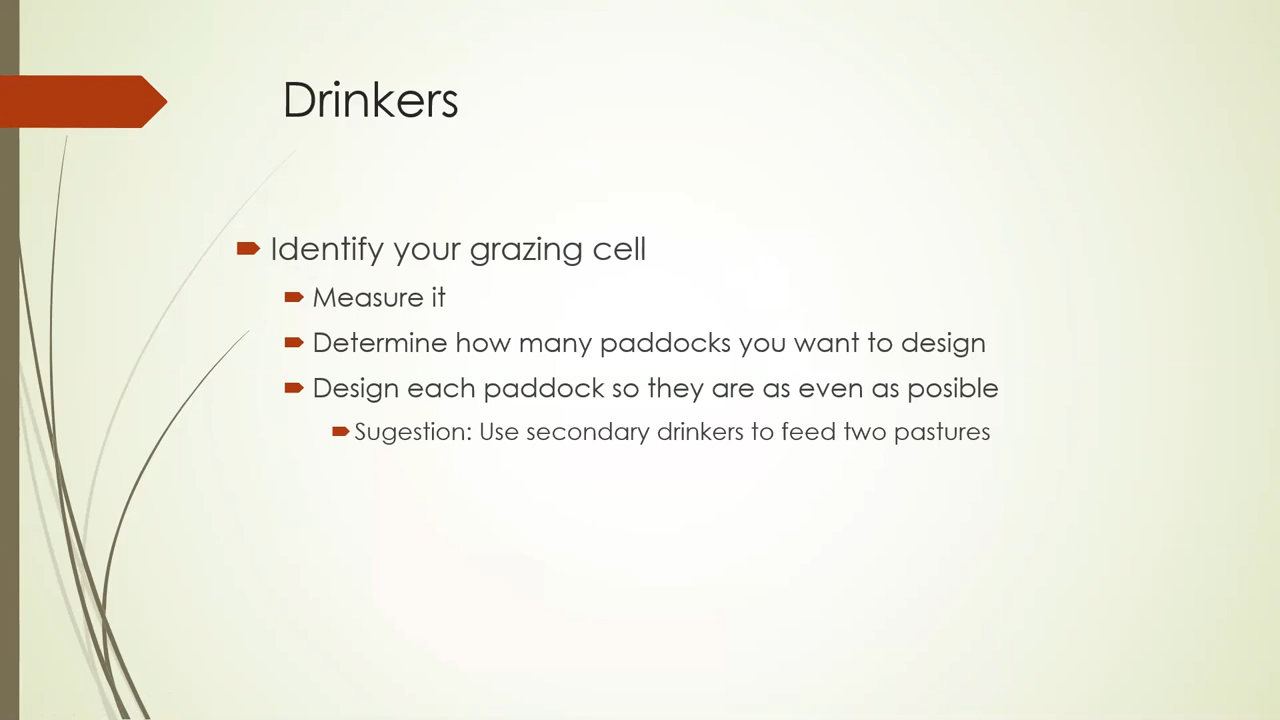 Drinkers
Identify your grazing cell
Measure it
Determine how many paddocks you want to design
Design each paddock so they are as even as posible
Sugestion: Use secondary drinkers to feed two pastures